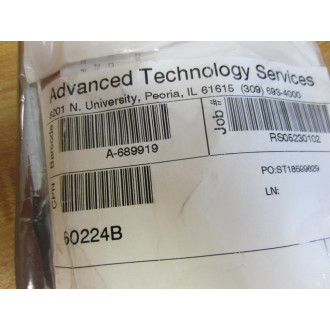 Advanced Technology Services
8201 N. University, Peoria, IL 61615 (309) 693-4000
Barcode
A-689919
Job #
RS05230102
CPN
60224B
PO:ST18569829
LN: